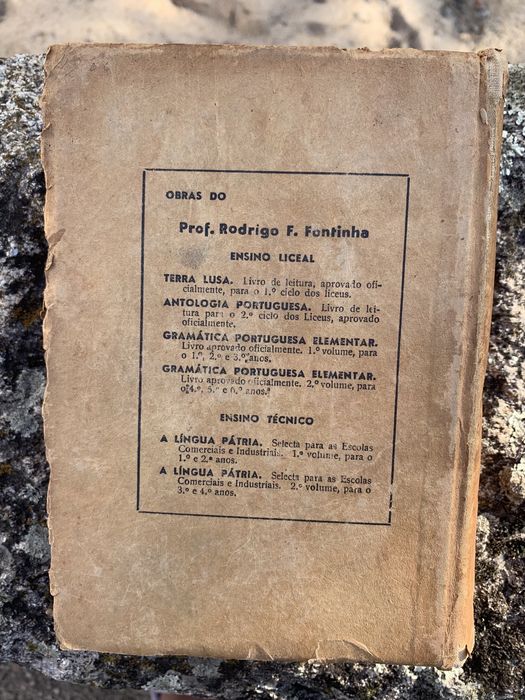 OBRAS DO
Prof. Rodrigo F. Fontinha
ENSINO LICEAL
TERRA LUSA. Livro de leitura, aprovado ofi-
cialmente, para o 1.º ciclo dos liceus.
ANTOLOGIA PORTUGUESA. Livro de lei-
tura para o 2.º ciclo dos Liceus, aprovado
oficialmente.
GRAMÁTICA PORTUGUESA ELEMENTAR.
Livro aprovado oficialmente. 1.º volume, para
o 1.º, 2.º e 3.º anos.
GRAMÁTICA PORTUGUESA ELEMENTAR.
Livro aprovado oficialmente. 2.º volume, para
o 4.º, 5.º e 6.º anos.
ENSINO TÉCNICO
A LÍNGUA PÁTRIA. Selecta para as Escolas
Comerciais e Industriais. 1.º volume, para o
1.º e 2.º anos.
A LÍNGUA PÁTRIA. Selecta para as Escolas
Comerciais e Industriais. 2.º volume, para o
3.º e 4.º anos.